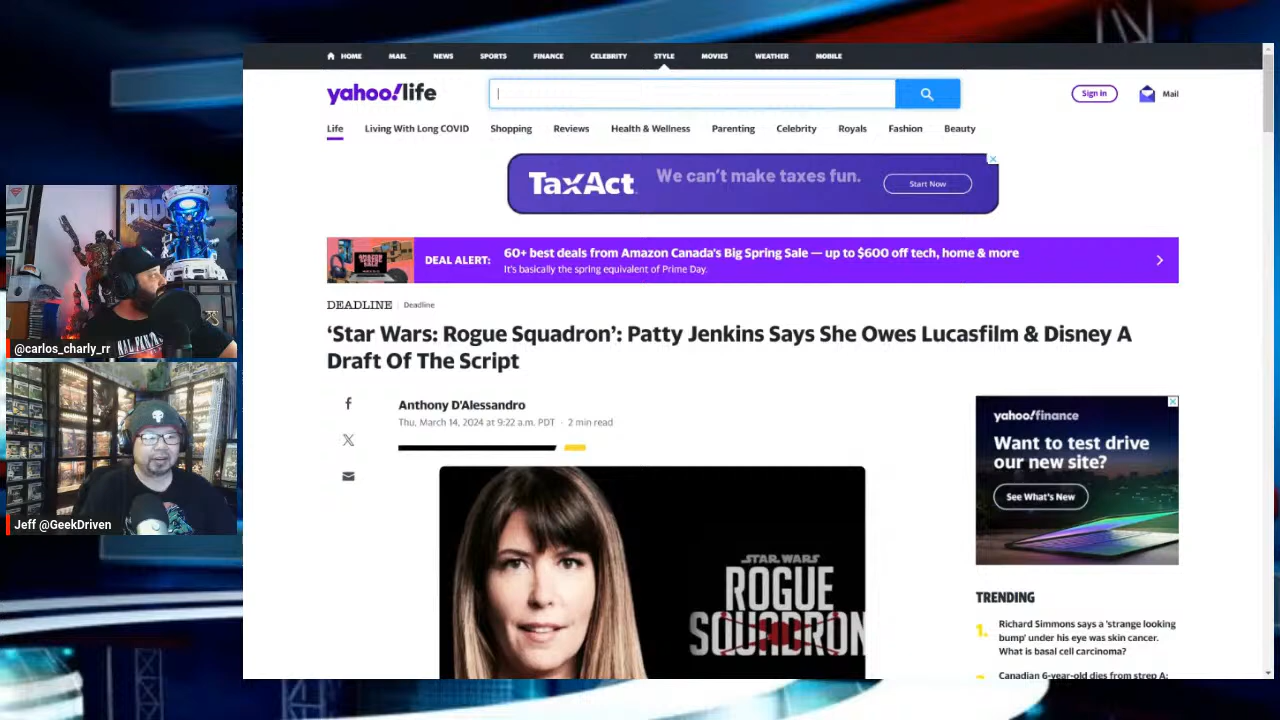 HOME MAIL NEWS SPORTS FINANCE CELEBRITY STYLE MOVIES WEATHER MOBILE
yahoo!life
Sign in
Mail
Life Living With Long COVID Shopping Reviews Health & Wellness Parenting Celebrity Royals Fashion Beauty
TaxAct
We can't make taxes fun.
Start Now
DEAL ALERT:
60+ best deals from Amazon Canada's Big Spring Sale — up to $600 off tech, home & more
It's basically the spring equivalent of Prime Day.
DEADLINE Deadline
‘Star Wars: Rogue Squadron’: Patty Jenkins Says She Owes Lucasfilm & Disney A
Draft Of The Script
Anthony D'Alessandro
Thu, March 14, 2024 at 9:22 a.m. PDT · 2 min read
STAR WARS
ROGUE
SQUADRON
yahoo!finance
Want to test drive
our new site?
See What's New
TRENDING
1. Richard Simmons says a 'strange looking
bump' under his eye was skin cancer.
What is basal cell carcinoma?
Canadian 6-year-old dies from strep A:
DOO
@carlos_charly_rr
Jeff @GeekDriven